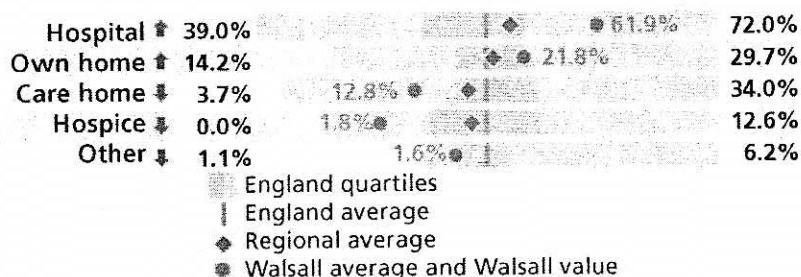 Hospital 39.0% 61.9% 72.0%
Own home 14.2% 21.8% 29.7%
Care home 3.7% 12.8% 34.0%
Hospice 0.0% 1.8% 12.6%
Other 1.1% 1.6% 6.2%
England quartiles
England average
Regional average
Walsall average and Walsall value